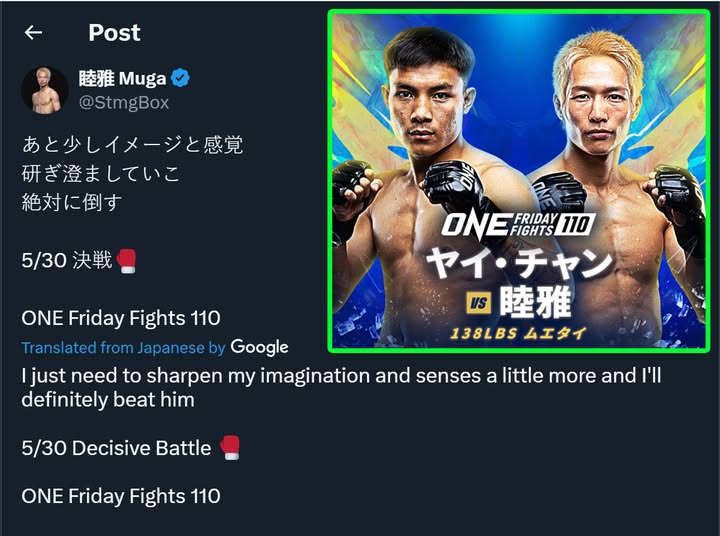 Post
睦雅 Muga
@StmgBox
あと少しイメージと感覚
研ぎ澄ましていこ
絶対に倒す
5/30 決戦🥊
ONE Friday Fights 110
Translated from Japanese by Google
I just need to sharpen my imagination and senses a little more and I'll
definitely beat him
5/30 Decisive Battle 🥊
ONE Friday Fights 110
ONE FRIDAY FIGHTS 110
ヤイ・チャン
VS 睦雅
138LBS ムエタイ
ONE
ONE